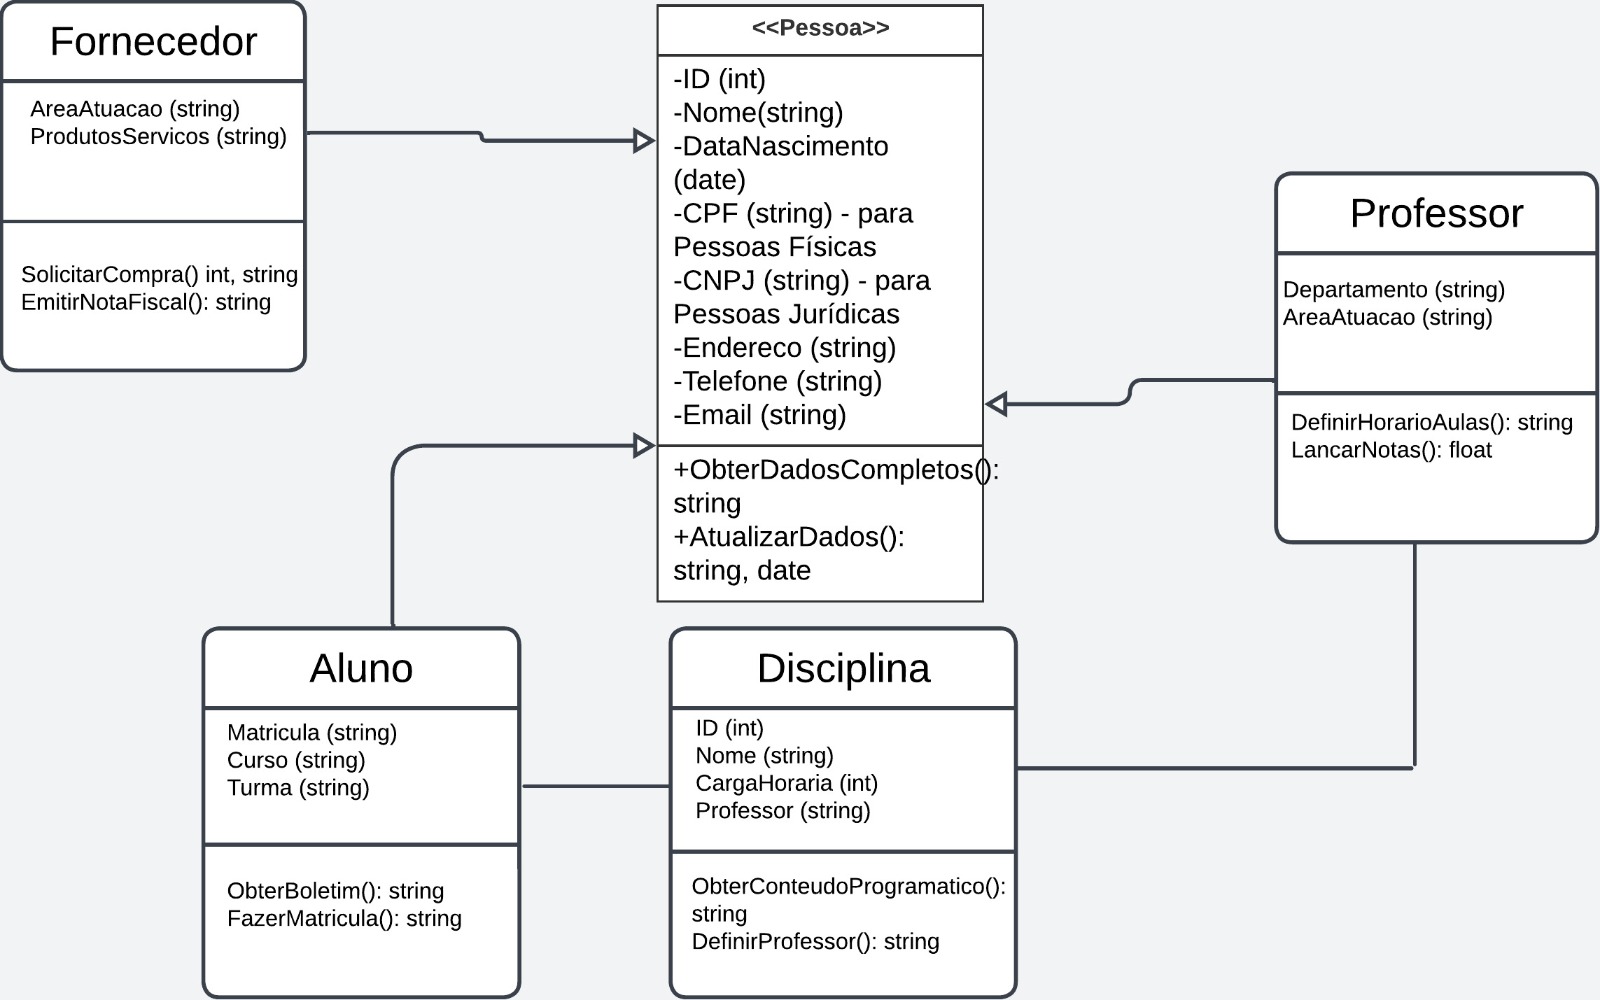 Fornecedor
AreaAtuacao (string)
ProdutosServicos (string)
SolicitarCompra() int, string
EmitirNotaFiscal(): string
<<Pessoa>>
-ID (int)
-Nome(string)
-DataNascimento
(date)
-CPF (string) - para
Pessoas Físicas
-CNPJ (string) - para
Pessoas Jurídicas
-Endereco (string)
-Telefone (string)
-Email (string)
+ObterDadosCompletos():
string
+AtualizarDados():
string, date
Professor
Departamento (string)
AreaAtuacao (string)
DefinirHorarioAulas(): string
LancarNotas(): float
Aluno
Matricula (string)
Curso (string)
Turma (string)
ObterBoletim(): string
FazerMatricula(): string
Disciplina
ID (int)
Nome (string)
CargaHoraria (int)
Professor (string)
ObterConteudoProgramatico():
string
DefinirProfessor(): string